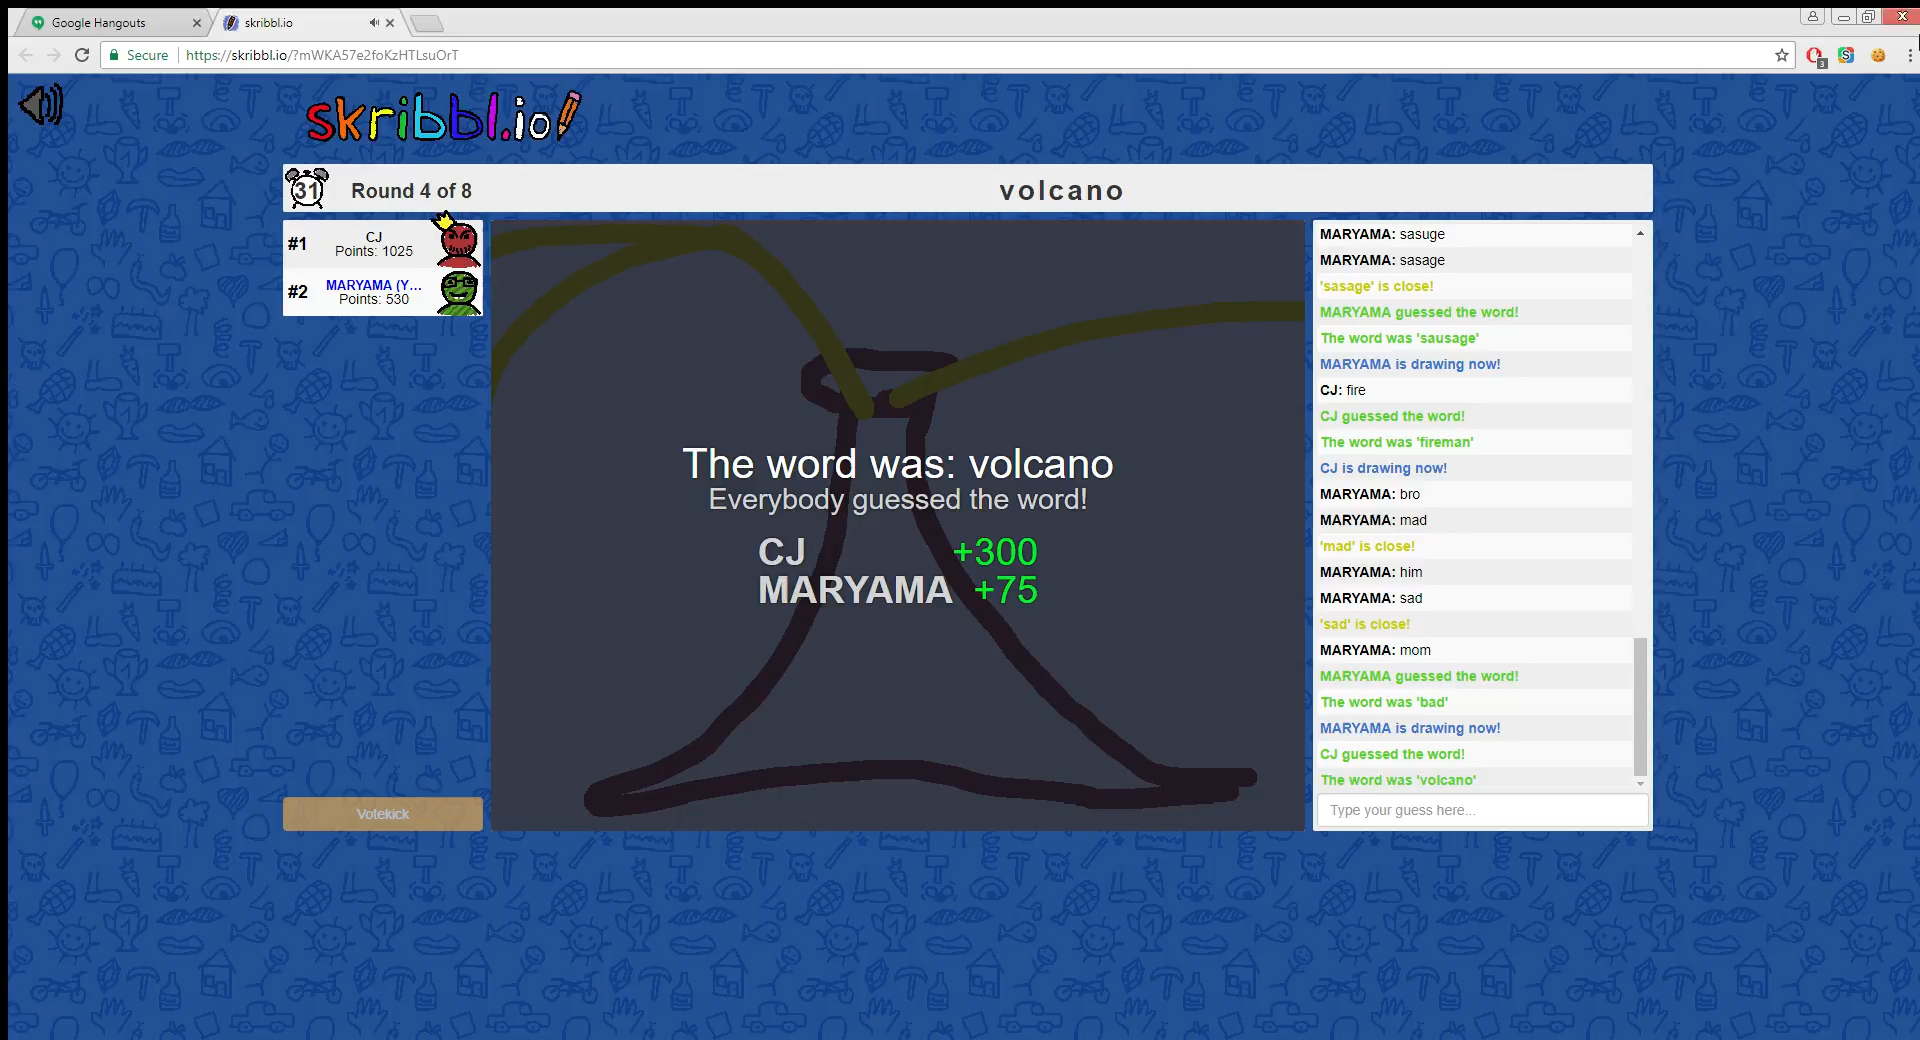 Google Hangouts
skribbl.io
Secure
https://skribbl.io/?mWKA57e2foKzHTLsuOrT
3
S
skribbl.io
31
Round 4 of 8
volcano
#1
CJ
Points: 1025
#2
MARYAMA (Y...
Points: 530
The word was: volcano
Everybody guessed the word!
CJ +300
MARYAMA +75
Votekick
MARYAMA: sasuge
MARYAMA: sasage
'sasage' is close!
MARYAMA guessed the word!
The word was 'sausage'
MARYAMA is drawing now!
CJ: fire
CJ guessed the word!
The word was 'fireman'
CJ is drawing now!
MARYAMA: bro
MARYAMA: mad
'mad' is close!
MARYAMA: him
MARYAMA: sad
'sad' is close!
MARYAMA: mom
MARYAMA guessed the word!
The word was 'bad'
MARYAMA is drawing now!
CJ guessed the word!
The word was 'volcano'
Type your guess here...